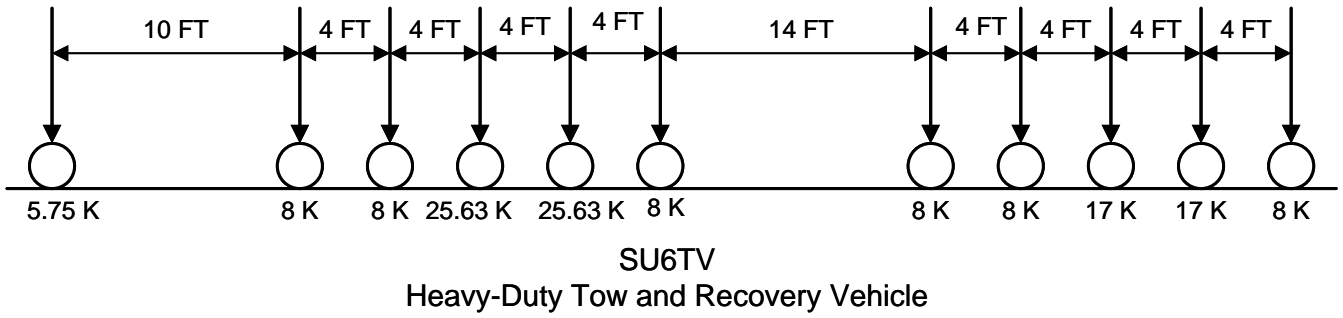 10 FT 4 FT 4 FT 4 FT 4 FT 14 FT 4 FT 4 FT 4 FT 4 FT
5.75 K 8 K 8 K 25.63 K 25.63 K 8 K 8 K 8 K 17 K 17 K 8 K
SU6TV
Heavy-Duty Tow and Recovery Vehicle